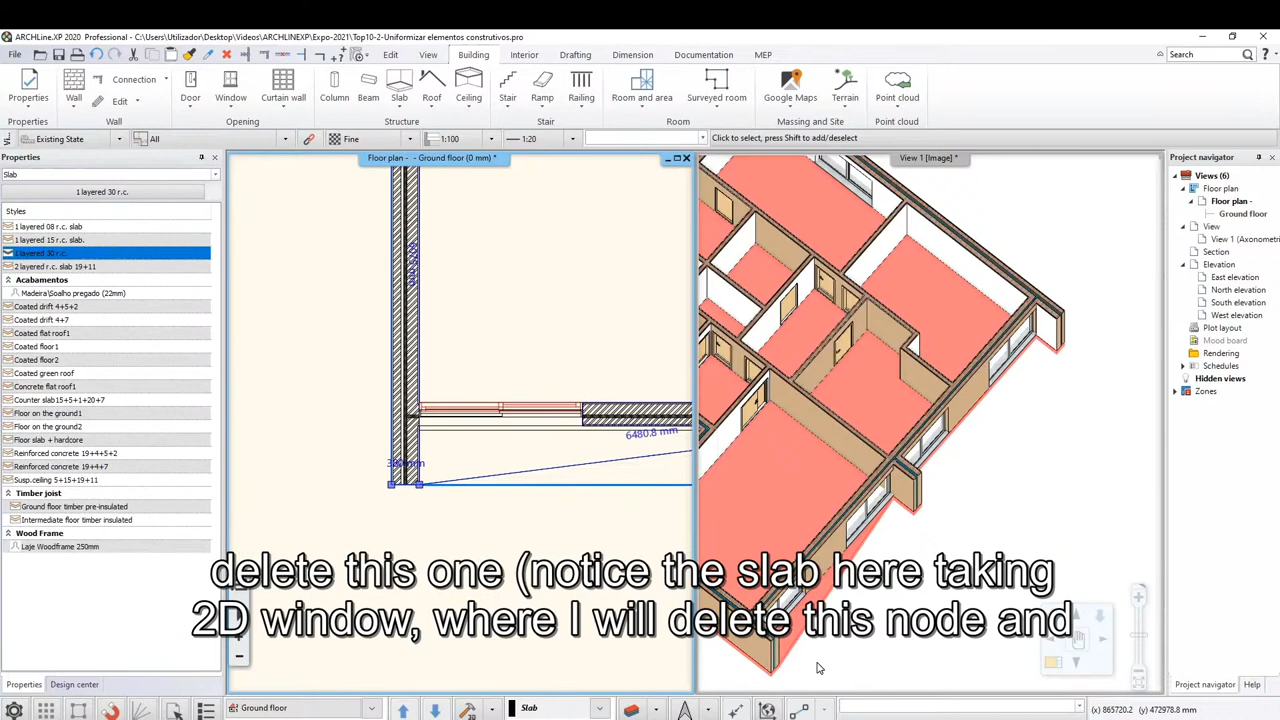 ARCHLine.XP 2020 Professional - C:\Users\Utilizador\Desktop\Videos\ARCHLINEXP\Expo-2021\Top10-2-Uniformizar elementos construtivos.pro
File Edit View Building Interior Drafting Dimension Documentation MEP Search
Properties Wall Connection Edit Door Window Curtain wall Column Beam Slab Roof Ceiling Stair Ramp Railing Room and area Surveyed room Google Maps Terrain Point cloud
Properties Wall Opening Structure Stair Room Massing and Site Point cloud
Existing State All Fine 1:100 1:20 Click to select, press Shift to add/deselect
Properties
Slab
1 layered 30 r.c.
Styles
1 layered 08 r.c. slab
1 layered 15 r.c. slab.
1 layered 30 r.c.
2 layered r.c. slab 19+11
Acabamentos
Madeira\Soalho pregado (22mm)
Coated drift 4+5+2
Coated drift 4+7
Coated flat roof1
Coated floor1
Coated floor2
Coated green roof
Concrete flat roof1
Counter slab15+5+1+20+7
Floor on the ground1
Floor on the ground2
Floor slab + hardcore
Reinforced concrete 19+4+5+2
Reinforced concrete 19+4+7
Susp.ceiling 5+15+19+11
Timber joist
Ground floor timber pre-insulated
Intermediate floor timber insulated
Wood Frame
Laje Woodframe 250mm
Properties Design center
Floor plan - - Ground floor (0 mm) *
6480.8 mm
View 1 [Image] *
Project navigator
Views (6)
Floor plan
Floor plan -
Ground floor
View
View 1 (Axonometri
Section
Elevation
East elevation
North elevation
South elevation
West elevation
Plot layout
Mood board
Rendering
Schedules
Hidden views
Zones
Project navigator Help
delete this one (notice the slab here taking
2D window, where I will delete this node and
Ground floor Slab X: 865720.2 Y: 472978.8 mm